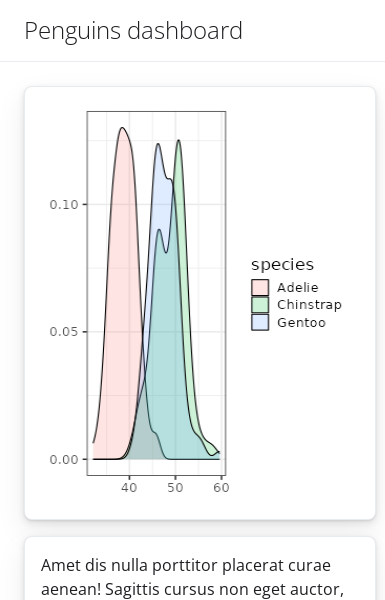 Penguins dashboard
0.10
0.05
0.00
40 50 60
species
Adelie
Chinstrap
Gentoo
Amet dis nulla porttitor placerat curae
aenean! Sagittis cursus non eget auctor,